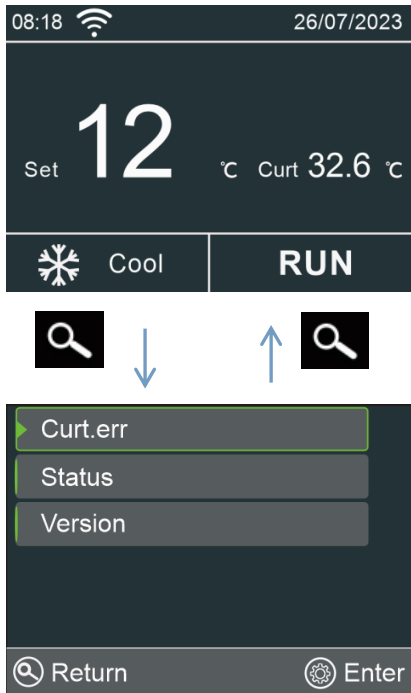 08:18 26/07/2023
Set 12 ℃ Curt 32.6 ℃
Cool RUN
Curt.err
Status
Version
Return Enter